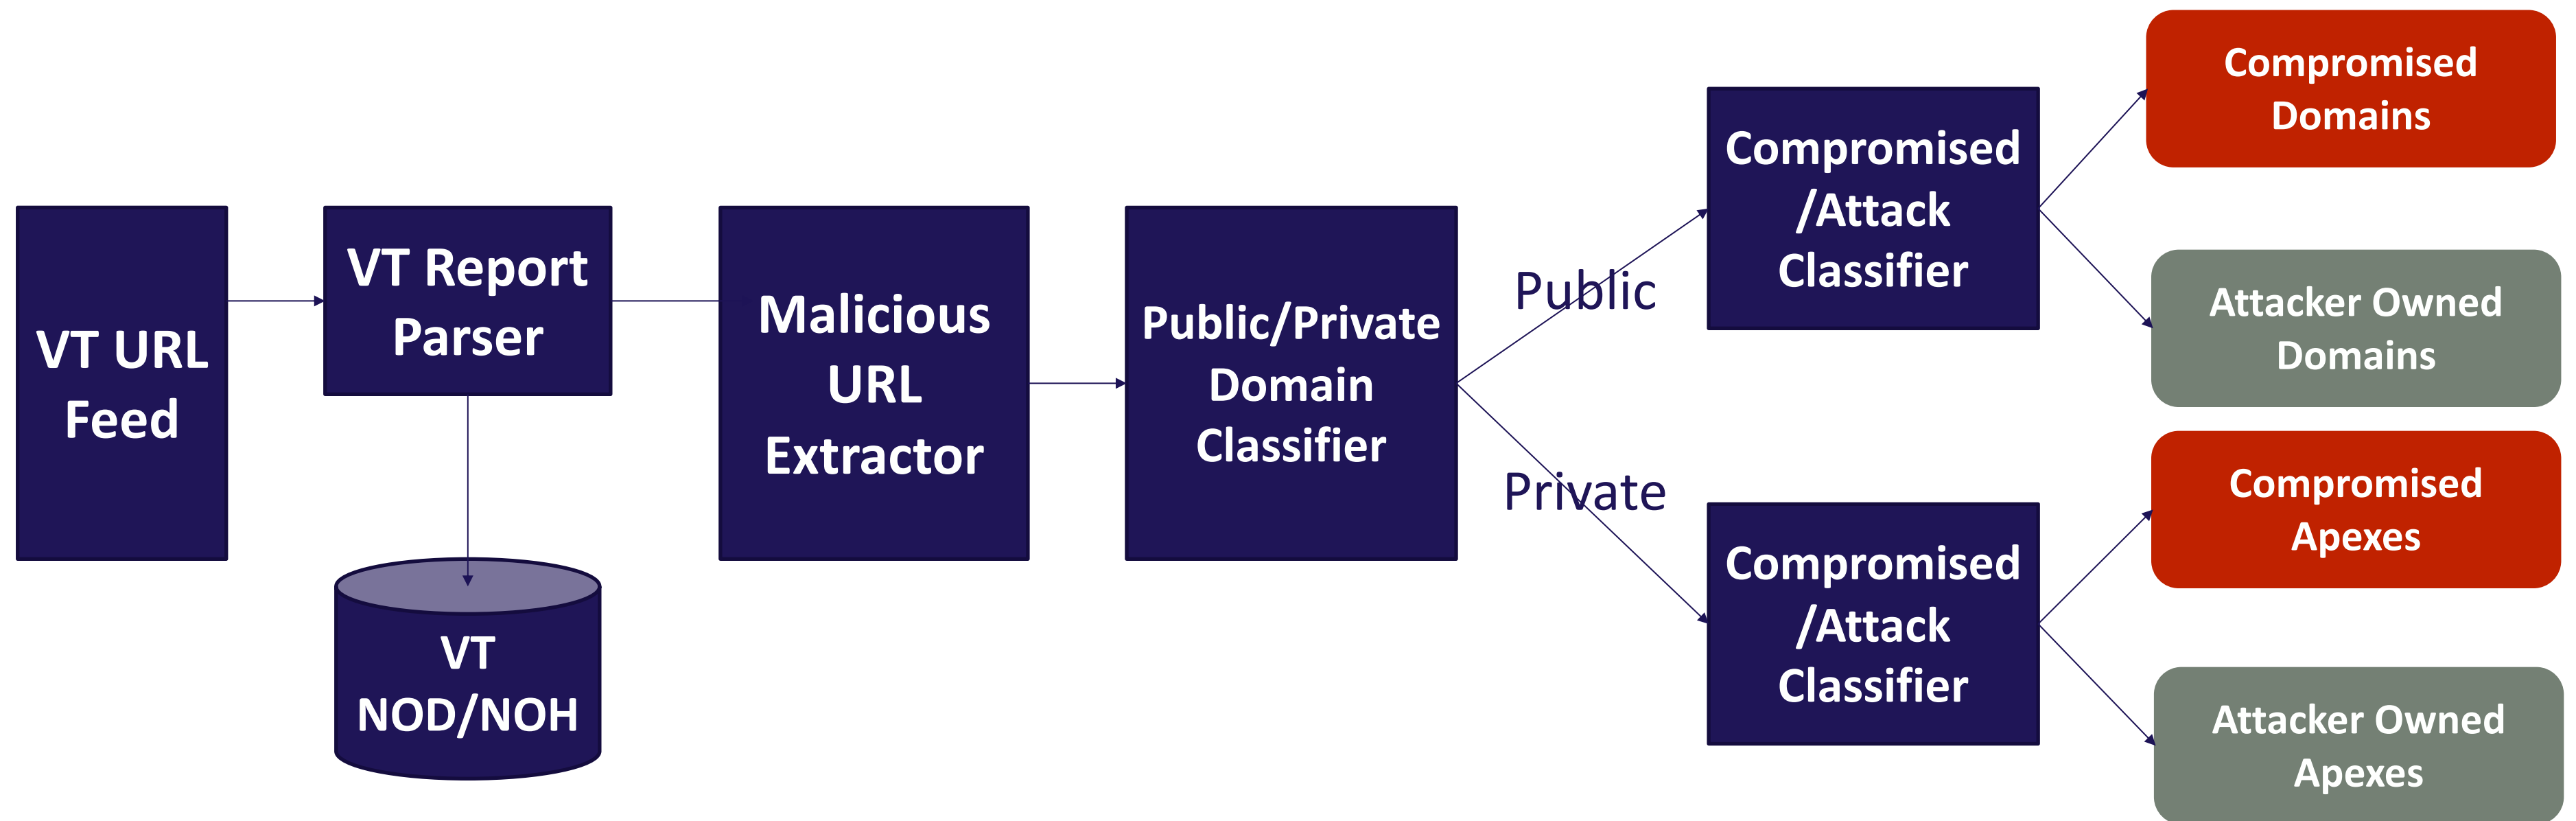 VT URL
Feed
VT Report
Parser
VT
NOD/NOH
Malicious
URL
Extractor
Public/Private
Domain
Classifier
Public
Private
Compromised
/Attack
Classifier
Compromised
/Attack
Classifier
Compromised
Domains
Attacker Owned
Domains
Compromised
Apexes
Attacker Owned
Apexes